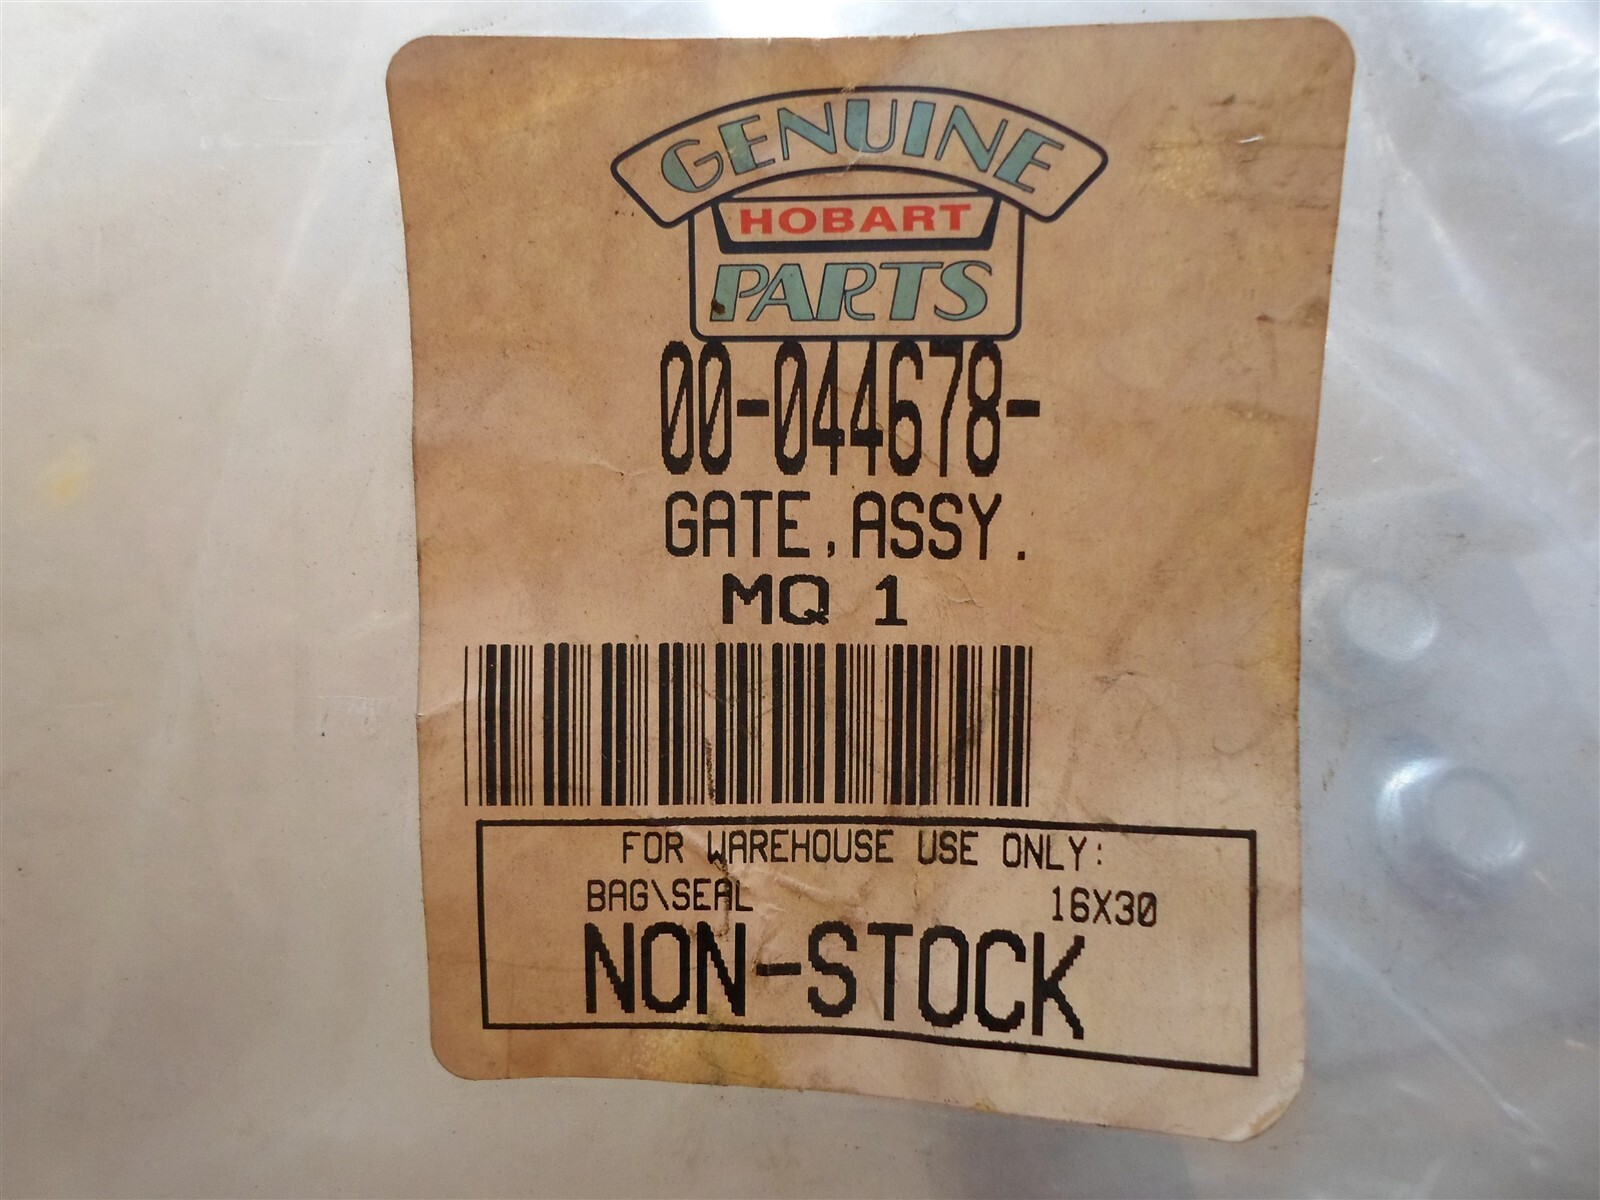 GENUINE
HOBART
PARTS
00-044678-
GATE,ASSY.
MQ 1
FOR WAREHOUSE USE ONLY:
BAG\SEAL 16X30
NON-STOCK